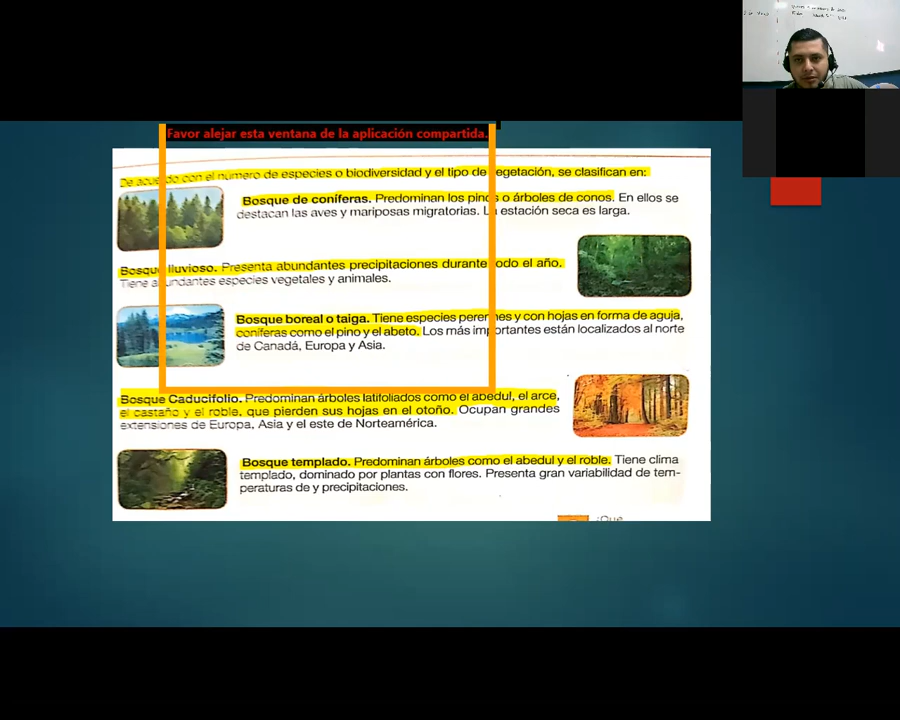 Favor alejar esta ventana de la aplicación compartida.
De acuerdo con el número de especies o biodiversidad y el tipo de vegetación, se clasifican en:
Bosque de coníferas. Predominan los pinos o árboles de conos. En ellos se
destacan las aves y mariposas migratorias. La estación seca es larga.
Bosque lluvioso. Presenta abundantes precipitaciones durante todo el año.
Tiene abundantes especies vegetales y animales.
Bosque boreal o taiga. Tiene especies perennes y con hojas en forma de aguja,
coníferas como el pino y el abeto. Los más importantes están localizados al norte
de Canadá, Europa y Asia.
Bosque Caducifolio. Predominan árboles latifoliados como el abedul, el arce,
el castaño y el roble, que pierden sus hojas en el otoño. Ocupan grandes
extensiones de Europa, Asia y el este de Norteamérica.
Bosque templado. Predominan árboles como el abedul y el roble. Tiene clima
templado, dominado por plantas con flores. Presenta gran variabilidad de tem-
peraturas de y precipitaciones.
¿Qué